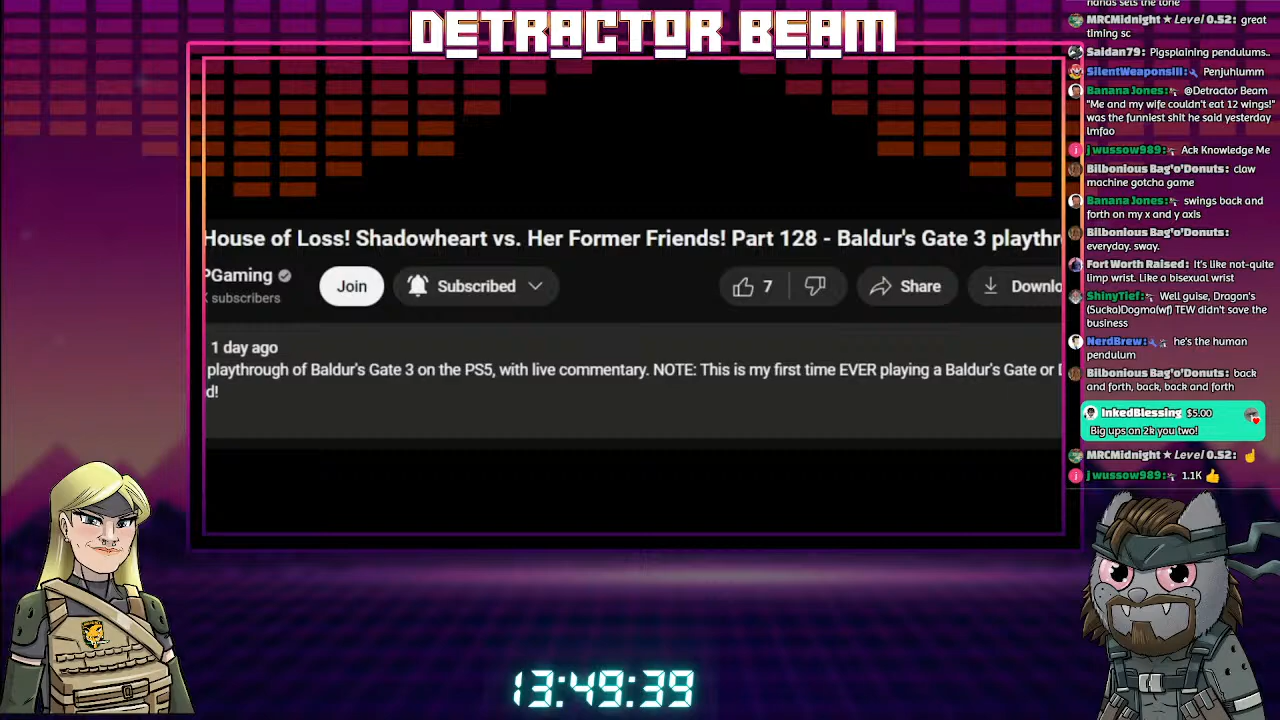 DETRACTOR BEAM
House of Loss! Shadowheart vs. Her Former Friends! Part 128 - Baldur's Gate 3 playthr
PGaming
subscribers
Join
Subscribed
7
Share
Downlo
1 day ago
playthrough of Baldur's Gate 3 on the PS5, with live commentary. NOTE: This is my first time EVER playing a Baldur's Gate or
d!
13:49:39
hands sets the tone
MRCMidnight ★ Level 0.52: great
timing sc
Saidan79: Pigsplaining pendulums..
SilentWeaponsIII: Penjuhlumm
Banana Jones: @Detractor Beam
"Me and my wife couldn't eat 12 wings!"
was the funniest shit he said yesterday
lmfao
j wussow989: Ack Knowledge Me
Bilbonious Bag'o'Donuts: claw
machine gotcha game
Banana Jones: swings back and
forth on my x and y axis
Bilbonious Bag'o'Donuts:
everyday. sway.
Fort Worth Raised: It's like not-quite
limp wrist. Like a bisexual wrist
ShinyTief: Well guise, Dragon's
(Sucka)Dogma(wf) TEW didn't save the
business
NerdBrew: he's the human
pendulum
Bilbonious Bag'o'Donuts: back
and forth, back, back and forth
InkedBlessing $5.00
Big ups on 2k you two!
MRCMidnight ★ Level 0.52: ☝
j wussow989: 1.1K 👍